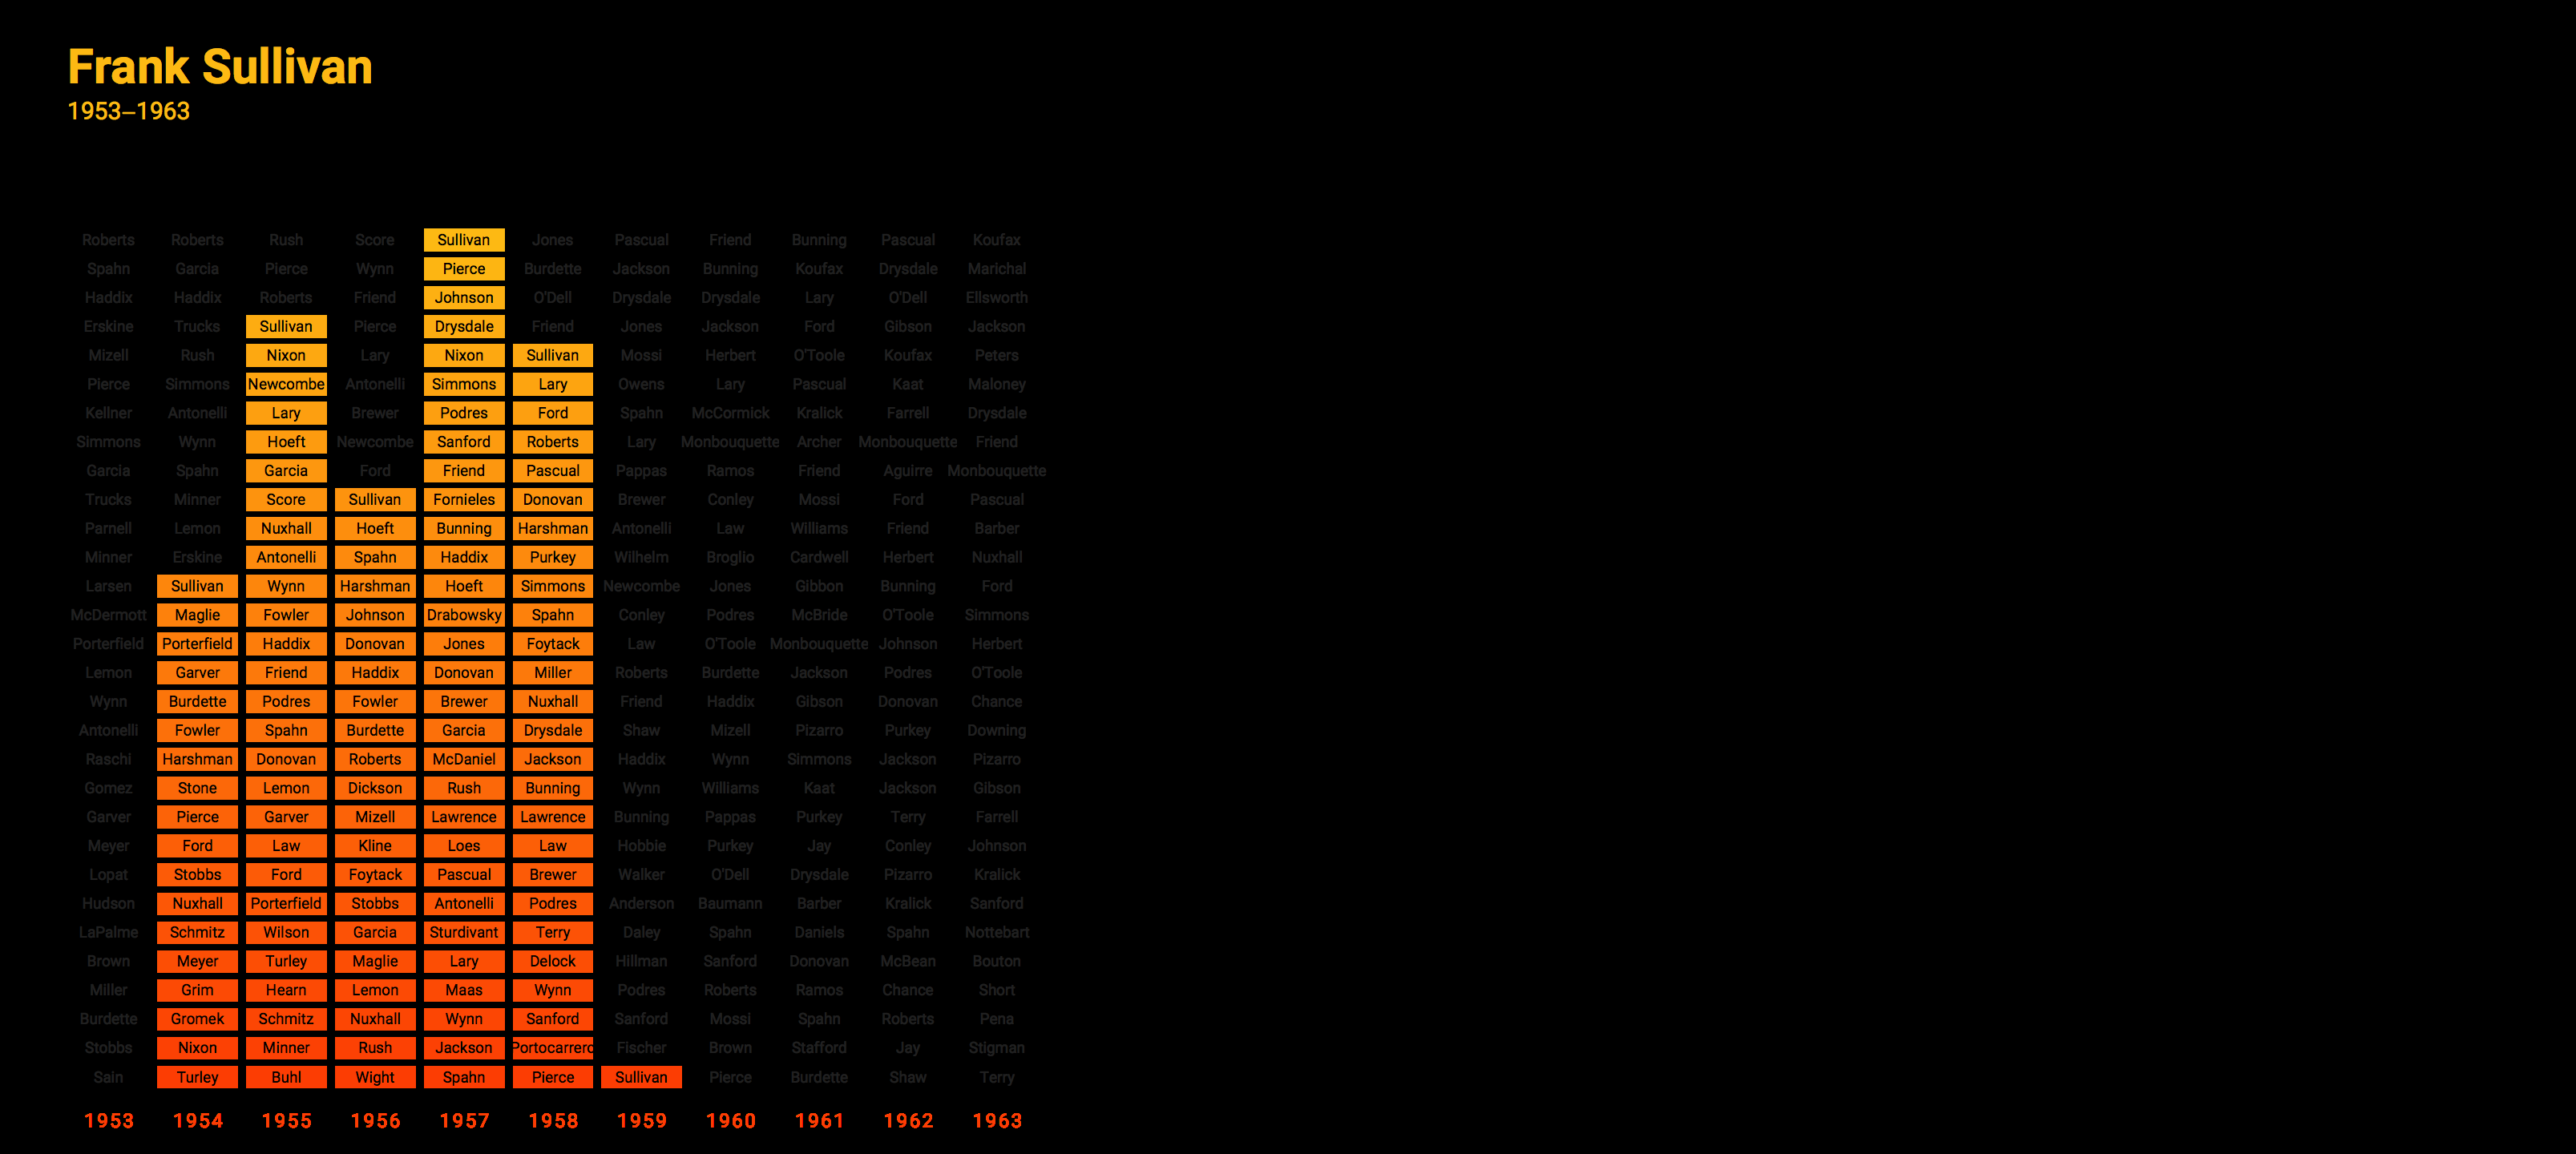 Frank Sullivan
1953–1963
Roberts Roberts Rush Score Sullivan Jones Pascual Friend Bunning Pascual Koufax
Spahn Garcia Pierce Wynn Pierce Burdette Jackson Bunning Koufax Drysdale Marichal
Haddix Haddix Roberts Friend Johnson O'Dell Drysdale Drysdale Lary O'Dell Ellsworth
Erskine Trucks Sullivan Pierce Drysdale Friend Jones Jackson Ford Gibson Jackson
Mizell Rush Nixon Lary Nixon Sullivan Mossi Herbert O'Toole Koufax Peters
Pierce Simmons Newcombe Antonelli Simmons Lary Owens Lary Pascual Kaat Maloney
Kellner Antonelli Lary Brewer Podres Ford Spahn McCormick Kralick Farrell Drysdale
Simmons Wynn Hoeft Newcombe Sanford Roberts Lary Monbouquette Archer Monbouquette Friend
Garcia Spahn Garcia Ford Friend Pascual Pappas Ramos Friend Aguirre Monbouquette
Trucks Minner Score Sullivan Fornieles Donovan Brewer Conley Mossi Ford Pascual
Parnell Lemon Nuxhall Hoeft Bunning Harshman Antonelli Law Williams Friend Barber
Minner Erskine Antonelli Spahn Haddix Purkey Wilhelm Broglio Cardwell Herbert Nuxhall
Larsen Sullivan Wynn Harshman Hoeft Simmons Newcombe Jones Gibbon Bunning Ford
McDermott Maglie Fowler Johnson Drabowsky Spahn Conley Podres McBride O'Toole Simmons
Porterfield Porterfield Haddix Donovan Jones Foytack Law O'Toole Monbouquette Johnson Herbert
Lemon Garver Friend Haddix Donovan Miller Roberts Burdette Jackson Podres O'Toole
Wynn Burdette Podres Fowler Brewer Nuxhall Friend Haddix Gibson Donovan Chance
Antonelli Fowler Spahn Burdette Garcia Drysdale Shaw Mizell Pizarro Purkey Downing
Raschi Harshman Donovan Roberts McDaniel Jackson Haddix Wynn Simmons Jackson Pizarro
Gomez Stone Lemon Dickson Rush Bunning Wynn Williams Kaat Jackson Gibson
Garver Pierce Garver Mizell Lawrence Lawrence Bunning Pappas Purkey Terry Farrell
Meyer Ford Law Kline Loes Law Hobbie Purkey Jay Conley Johnson
Lopat Stobbs Ford Foytack Pascual Brewer Walker O'Dell Drysdale Pizarro Kralick
Hudson Nuxhall Porterfield Stobbs Antonelli Podres Anderson Baumann Barber Kralick Sanford
LaPalme Schmitz Wilson Garcia Sturdivant Terry Daley Spahn Daniels Spahn Nottebart
Brown Meyer Turley Maglie Lary Delock Hillman Sanford Donovan McBean Bouton
Miller Grim Hearn Lemon Maas Wynn Podres Roberts Ramos Chance Short
Burdette Gromek Schmitz Nuxhall Wynn Sanford Sanford Mossi Spahn Roberts Pena
Stobbs Nixon Minner Rush Jackson Portocarrero Fischer Brown Stafford Jay Stigman
Sain Turley Buhl Wight Spahn Pierce Sullivan Pierce Burdette Shaw Terry
1953 1954 1955 1956 1957 1958 1959 1960 1961 1962 1963